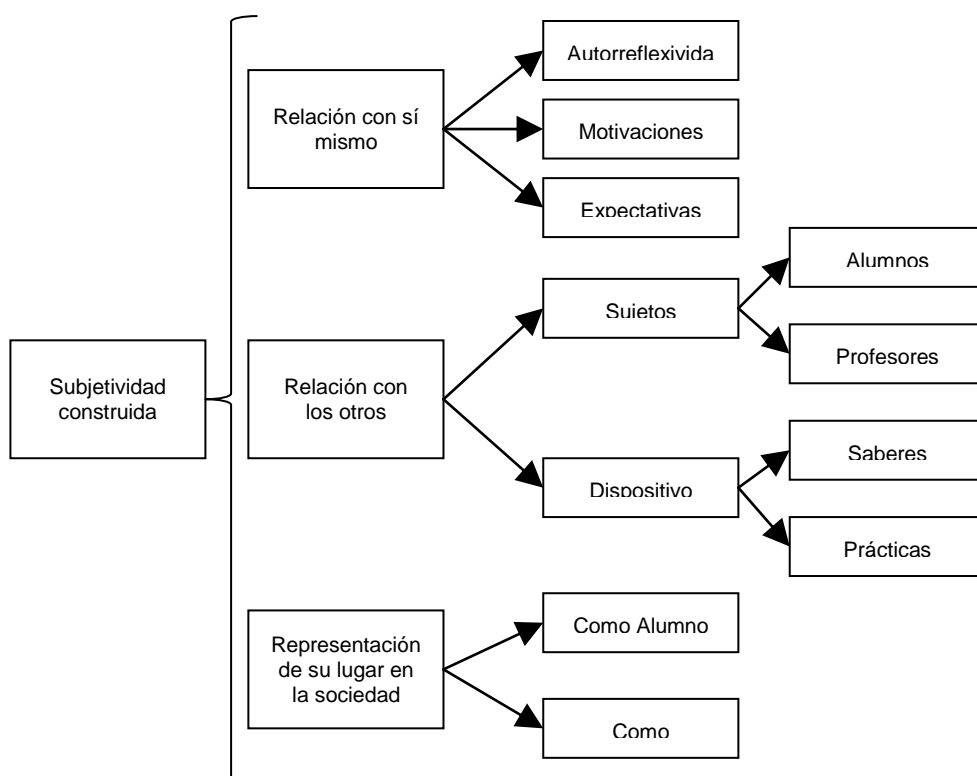 Subjetividad
construida
Relación con sí
mismo
Autorreflexivida
Motivaciones
Expectativas
Relación con
los otros
Sujetos
Alumnos
Profesores
Dispositivo
Saberes
Prácticas
Representación
de su lugar en
la sociedad
Como Alumno
Como